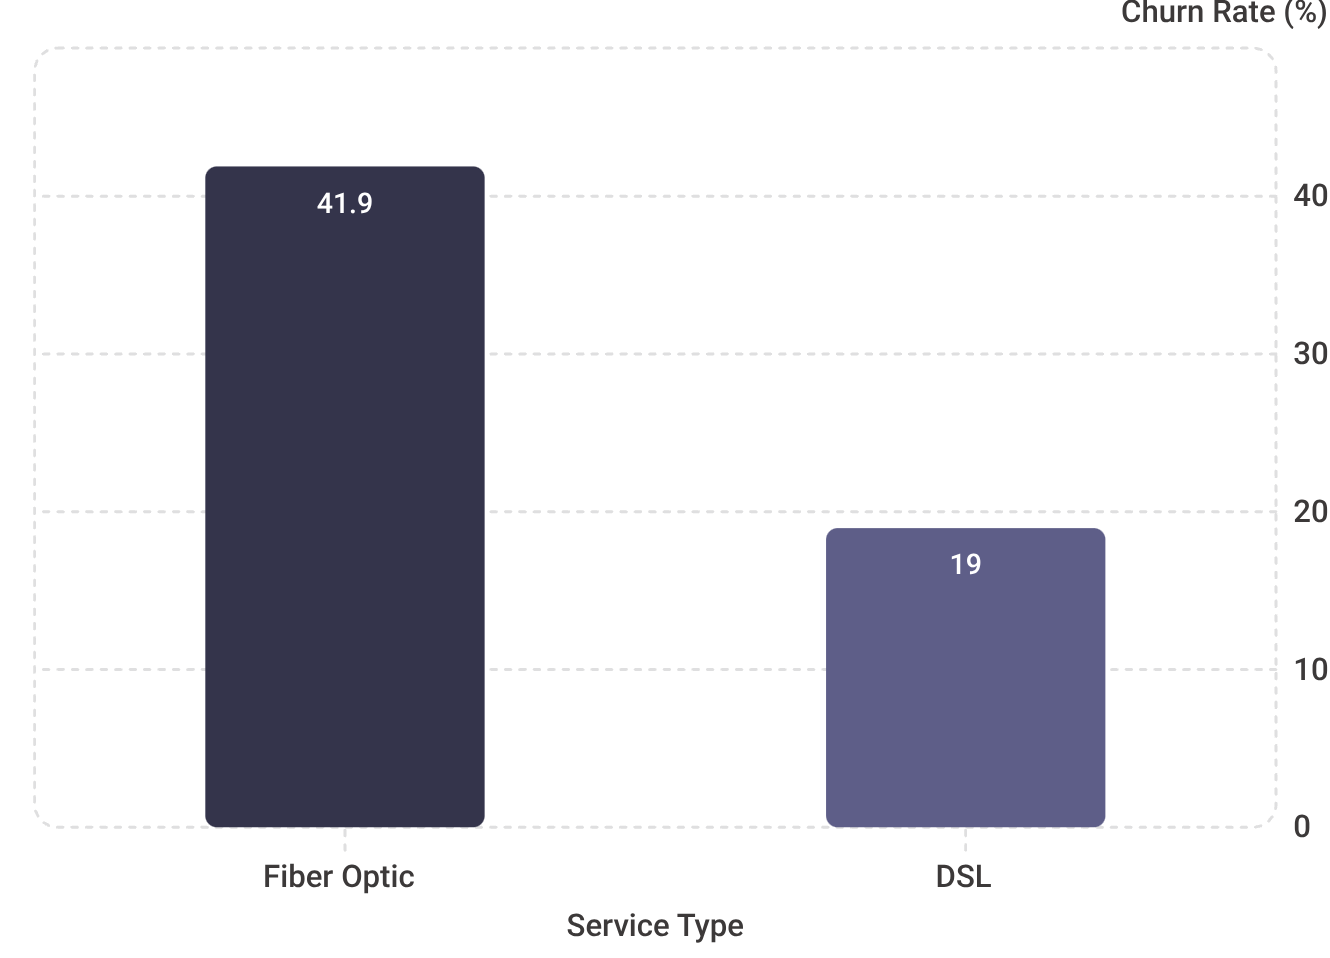 Churn Rate (%)
41.9
40
30
20
19
10
0
Fiber Optic
DSL
Service Type